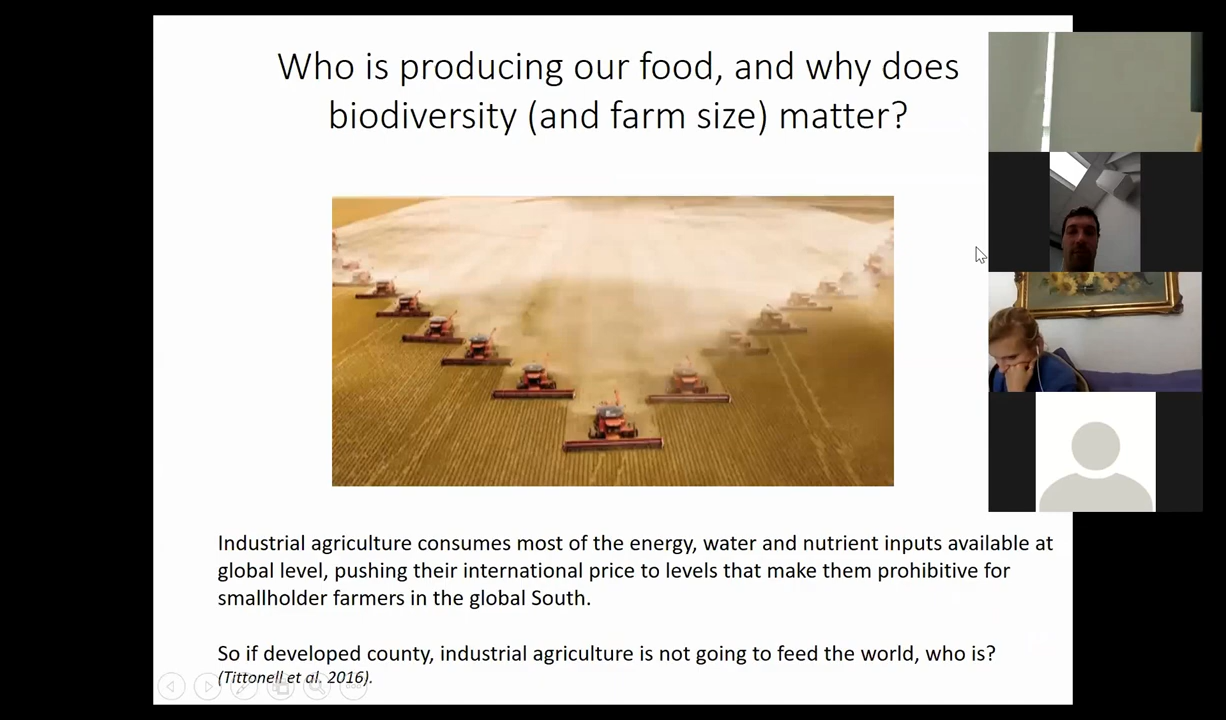 Who is producing our food, and why does
biodiversity (and farm size) matter?
Industrial agriculture consumes most of the energy, water and nutrient inputs available at
global level, pushing their international price to levels that make them prohibitive for
smallholder farmers in the global South.
So if developed county, industrial agriculture is not going to feed the world, who is?
(Tittonell et al. 2016).